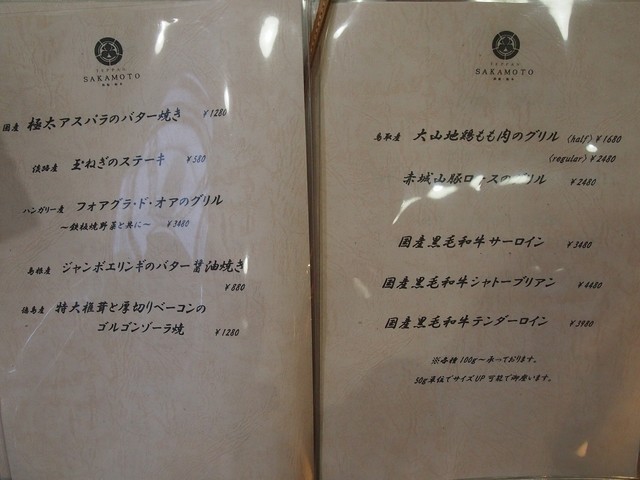 SAKAMOTO
国産 極太アスパラのバター焼き ¥1280
淡路産 玉ねぎのステーキ ¥580
ハンガリー産 フォアグラ・ド・オアのグリル
～鉄板焼野菜と共に～ ¥3480
島根産 ジャンボエリンギのバター醤油焼き
¥880
徳島産 特大椎茸と厚切りベーコンの
ゴルゴンゾーラ焼 ¥1280
SAKAMOTO
鳥取産 大山地鶏もも肉のグリル (half) ¥1680
(regular) ¥2480
赤城山豚ロースのグリル ¥2480
国産黒毛和牛サーロイン ¥3480
国産黒毛和牛シャトーブリアン ¥4480
国産黒毛和牛テンダーロイン ¥3980
※各種100g～承っております。
50g単位でサイズUP可能で御座います。